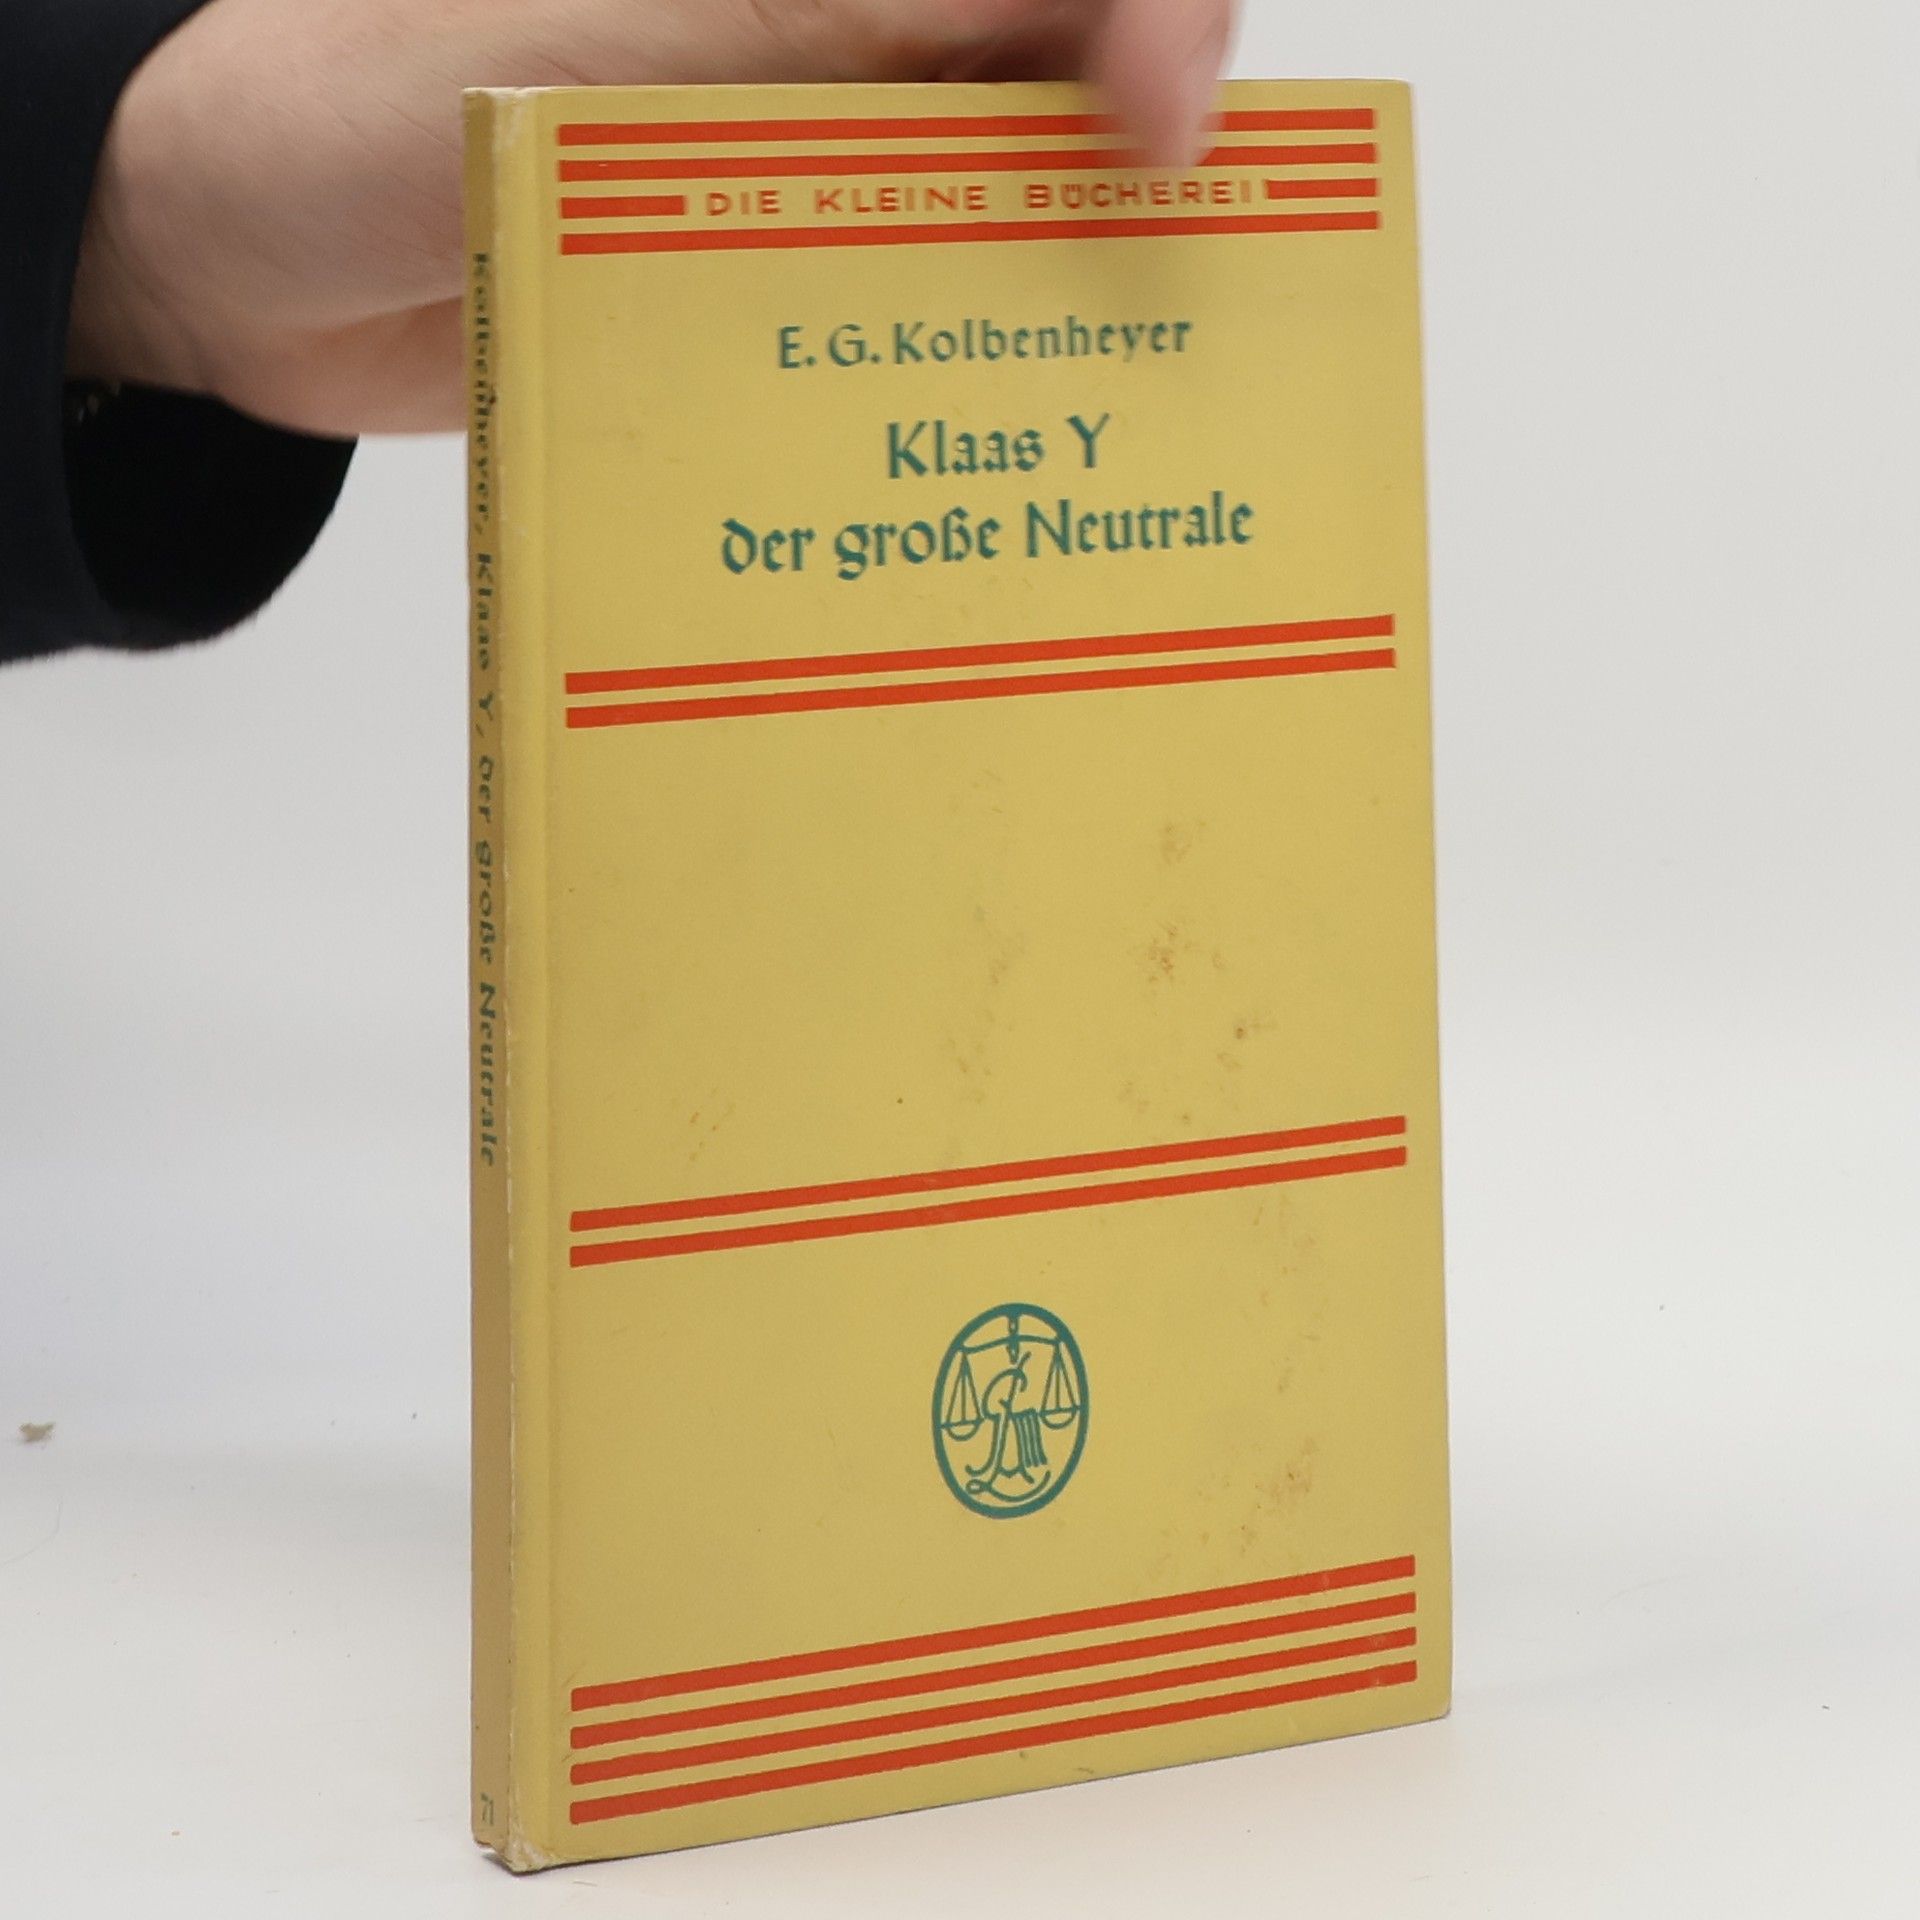 DIE KLEINE BÜCHEREI
E. G. Kolbenheyer
Klaas Y
der große Neutrale
Kolbenheyer, Klaas Y, der große Neutrale
71